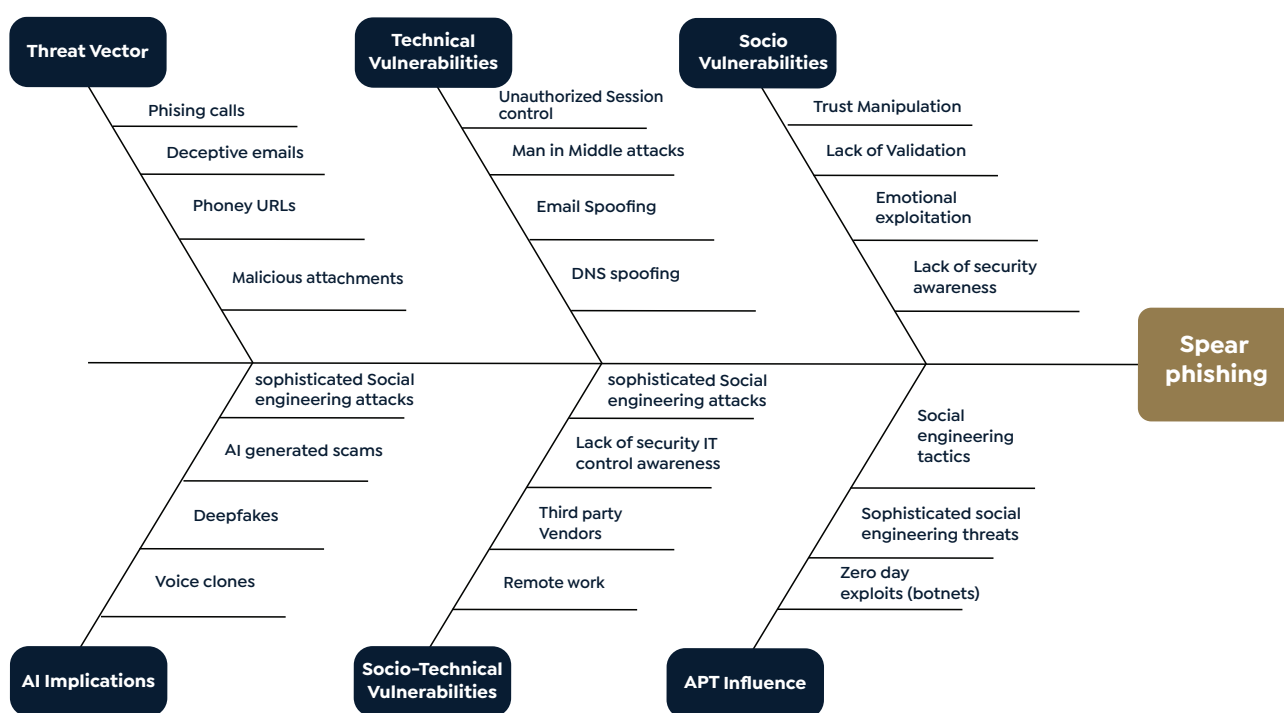 Threat Vector
Technical
Vulnerabilities
Socio
Vulnerabilities
Phising calls
Deceptive emails
Phoney URLs
Malicious attachments
Unauthorized Session
control
Man in Middle attacks
Email Spoofing
DNS spoofing
Trust Manipulation
Lack of Validation
Emotional
exploitation
Lack of security
awareness
Spear
phishing
sophisticated Social
engineering attacks
AI generated scams
Deepfakes
Voice clones
sophisticated Social
engineering attacks
Lack of security IT
control awareness
Third party
Vendors
Remote work
Social
engineering
tactics
Sophisticated social
engineering threats
Zero day
exploits (botnets)
AI Implications
Socio-Technical
Vulnerabilities
APT Influence